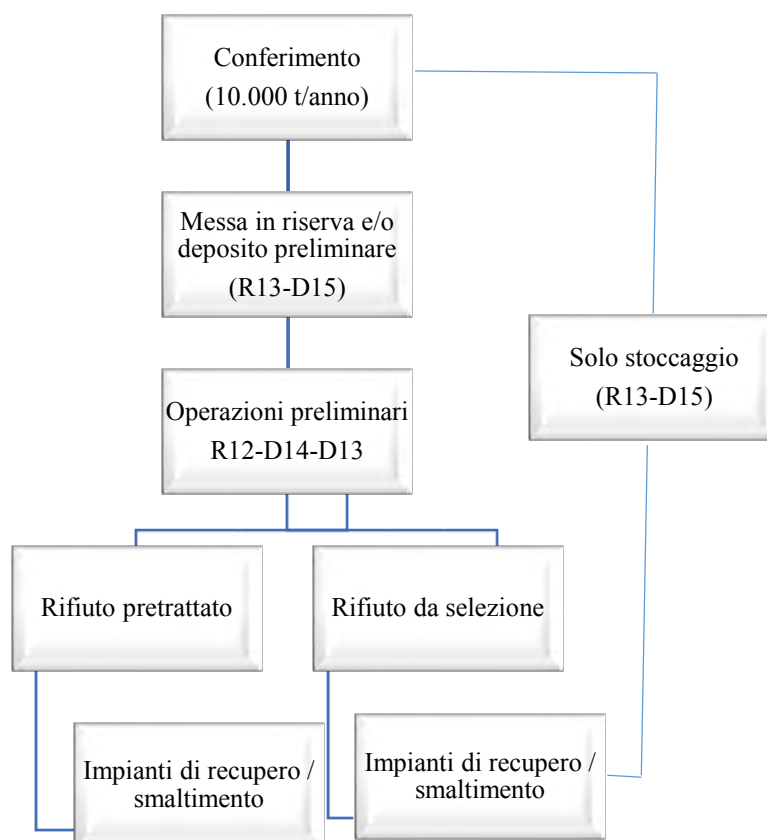 Conferimento
(10.000 t/anno)
Messa in riserva e/o
deposito preliminare
(R13-D15)
Solo stoccaggio
(R13-D15)
Operazioni preliminari
R12-D14-D13
Rifiuto pretrattato
Rifiuto da selezione
Impianti di recupero /
smaltimento
Impianti di recupero /
smaltimento